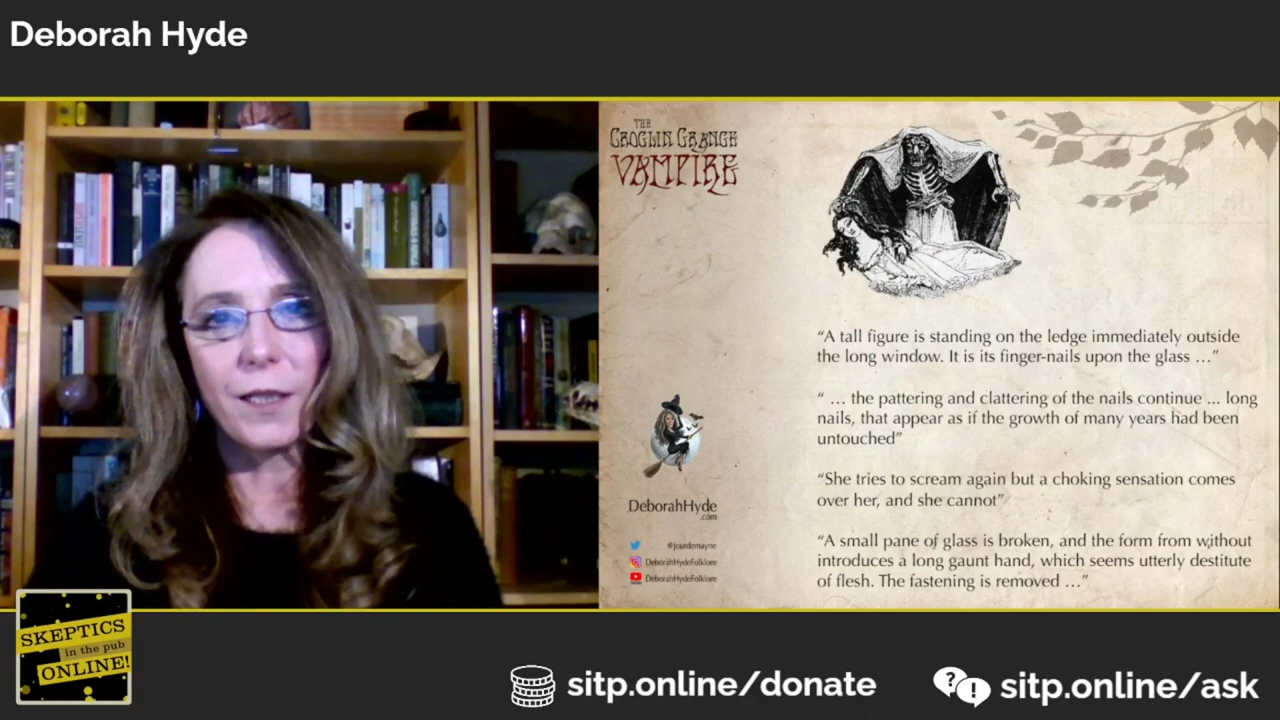 Deborah Hyde
THE
CROGLIN GRANGE
VAMPIRE
“A tall figure is standing on the ledge immediately outside
the long window. It is its finger-nails upon the glass …”
“ … the pattering and clattering of the nails continue ... long
nails, that appear as if the growth of many years had been
untouched”
“She tries to scream again but a choking sensation comes
over her, and she cannot”
“A small pane of glass is broken, and the form from without
introduces a long gaunt hand, which seems utterly destitute
of flesh. The fastening is removed …”
DeborahHyde
.com
@jourdemayne
DeborahHydeFolklore
DeborahHydeFolklore
SKEPTICS
in the pub
ONLINE!
sitp.online/donate
? !
sitp.online/ask